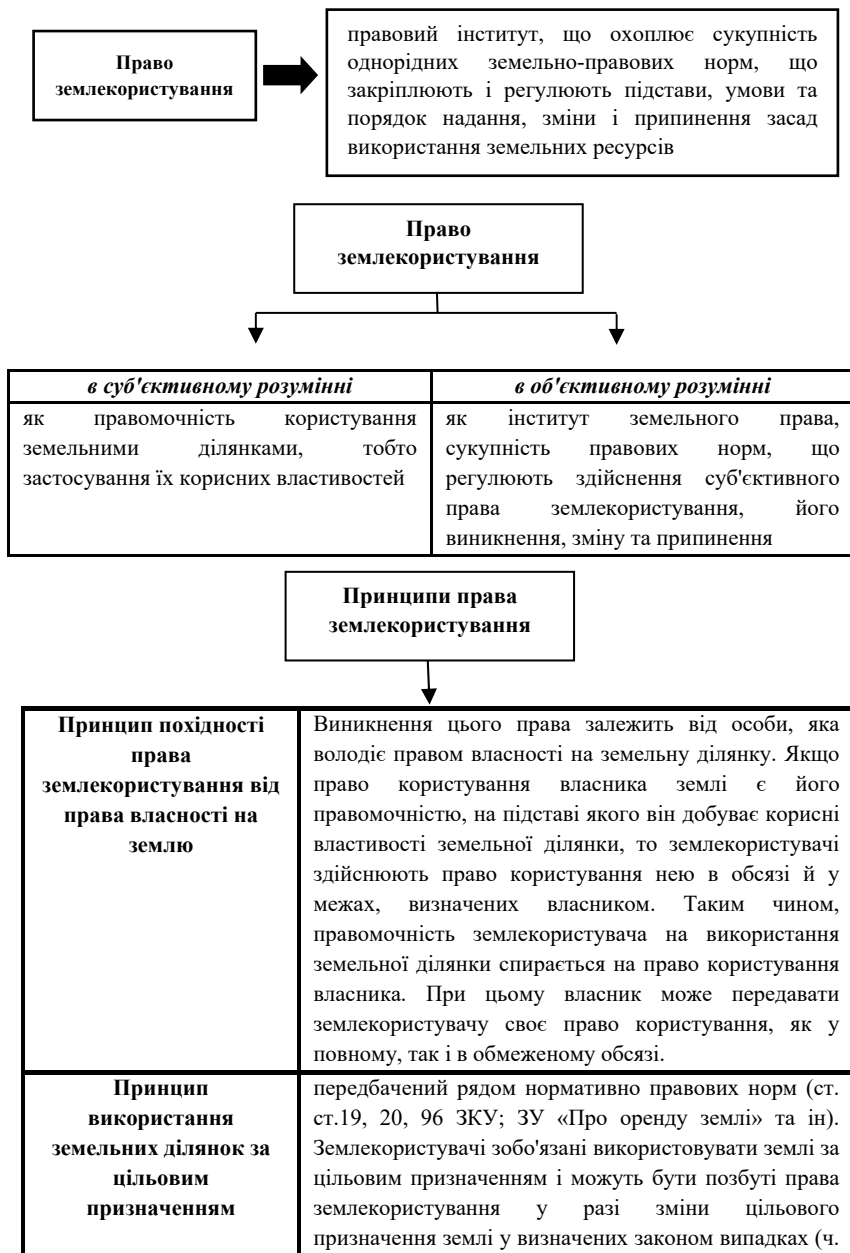 Право
землекористування
правовий інститут, що охоплює сукупність
однорідних земельно-правових норм, що
закріплюють і регулюють підстави, умови та
порядок надання, зміни і припинення засад
використання земельних ресурсів
Право
землекористування
в суб'єктивному розумінні
як правомочність користування
земельними ділянками, тобто
застосування їх корисних властивостей
в об'єктивному розумінні
як інститут земельного права,
сукупність правових норм, що
регулюють здійснення суб'єктивного
права землекористування, його
виникнення, зміну та припинення
Принципи права
землекористування
Принцип похідності
права
землекористування від
права власності на
землю
Виникнення цього права залежить від особи, яка
володіє правом власності на земельну ділянку. Якщо
право користування власника землі є його
правомочністю, на підставі якого він добуває корисні
властивості земельної ділянки, то землекористувачі
здійснюють право користування нею в обсязі й у
межах, визначених власником. Таким чином,
правомочність землекористувача на використання
земельної ділянки спирається на право користування
власника. При цьому власник може передавати
землекористувачу своє право користування, як у
повному, так і в обмеженому обсязі.
Принцип
використання
земельних ділянок за
цільовим
призначенням
передбачений рядом нормативно правових норм (ст.
ст.19, 20, 96 ЗКУ; ЗУ «Про оренду землі» та ін).
Землекористувачі зобов'язані використовувати землі за
цільовим призначенням і можуть бути позбуті права
землекористування у разі зміни цільового
призначення землі у визначених законом випадках (ч.